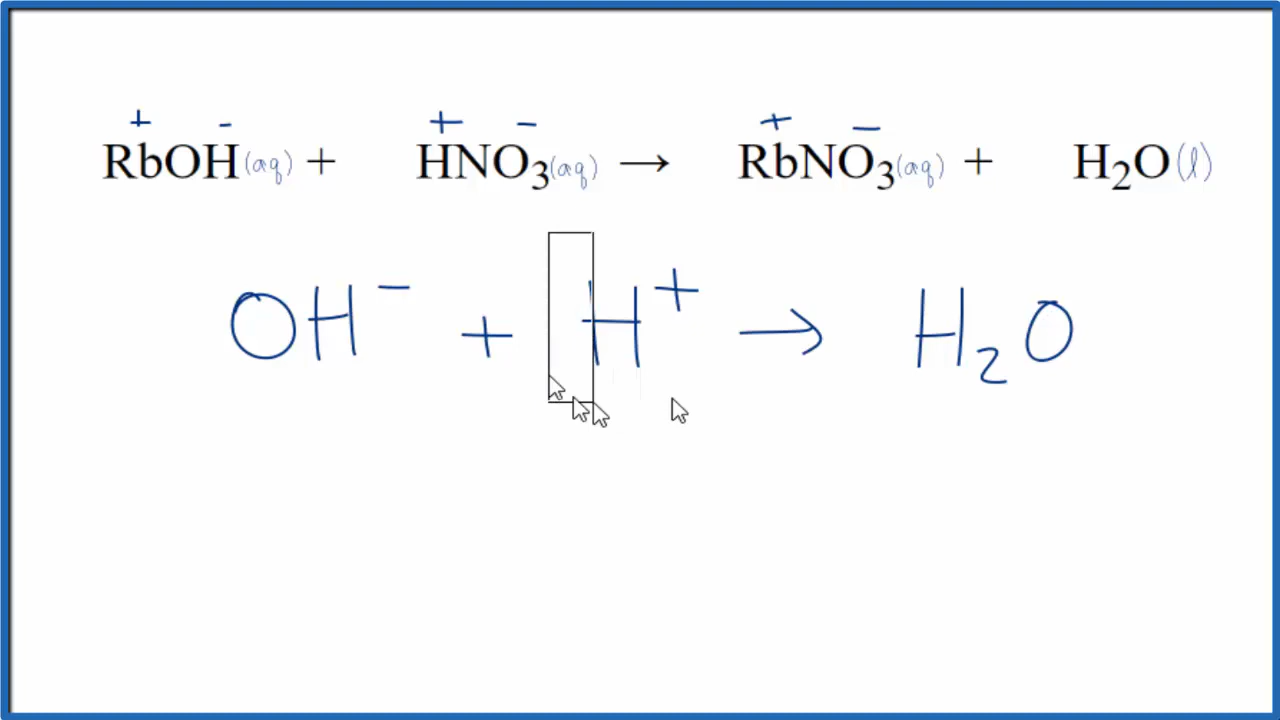 + - + - + -
RbOH(aq) + HNO₃(aq) → RbNO₃(aq) + H₂O(l)
OH⁻ + H⁺ → H₂O